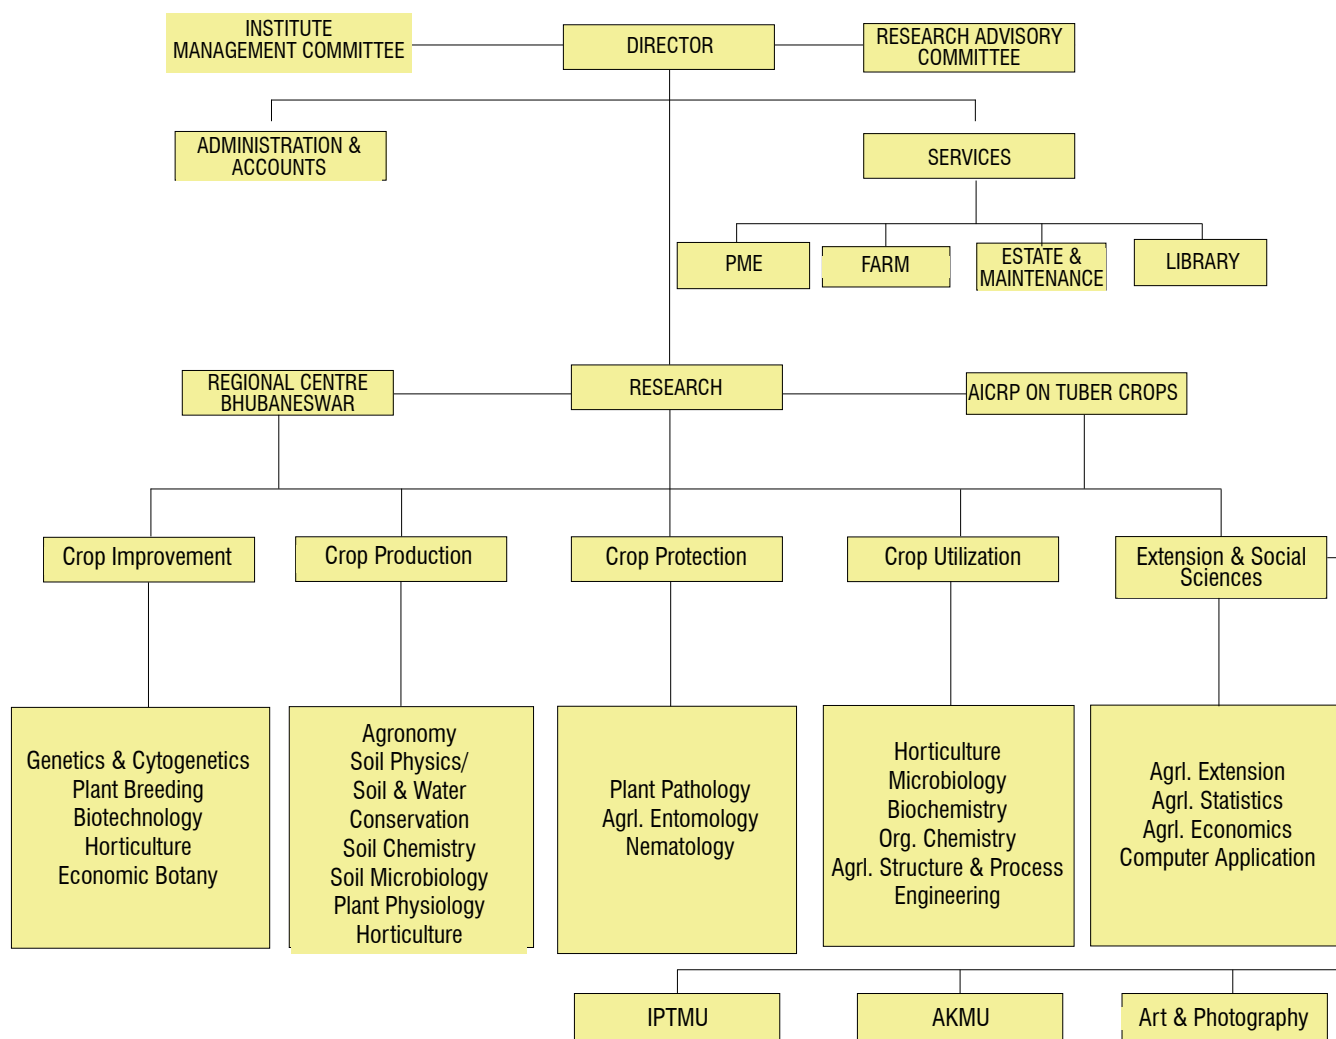 INSTITUTE
MANAGEMENT COMMITTEE
DIRECTOR
RESEARCH ADVISORY
COMMITTEE
ADMINISTRATION &
ACCOUNTS
SERVICES
PME
FARM
ESTATE &
MAINTENANCE
LIBRARY
REGIONAL CENTRE
BHUBANESWAR
RESEARCH
AICRP ON TUBER CROPS
Crop Improvement
Crop Production
Crop Protection
Crop Utilization
Extension & Social
Sciences
Genetics & Cytogenetics
Plant Breeding
Biotechnology
Horticulture
Economic Botany
Agronomy
Soil Physics/
Soil & Water
Conservation
Soil Chemistry
Soil Microbiology
Plant Physiology
Horticulture
Plant Pathology
Agrl. Entomology
Nematology
Horticulture
Microbiology
Biochemistry
Org. Chemistry
Agrl. Structure & Process
Engineering
Agrl. Extension
Agrl. Statistics
Agrl. Economics
Computer Application
IPTMU
AKMU
Art & Photography